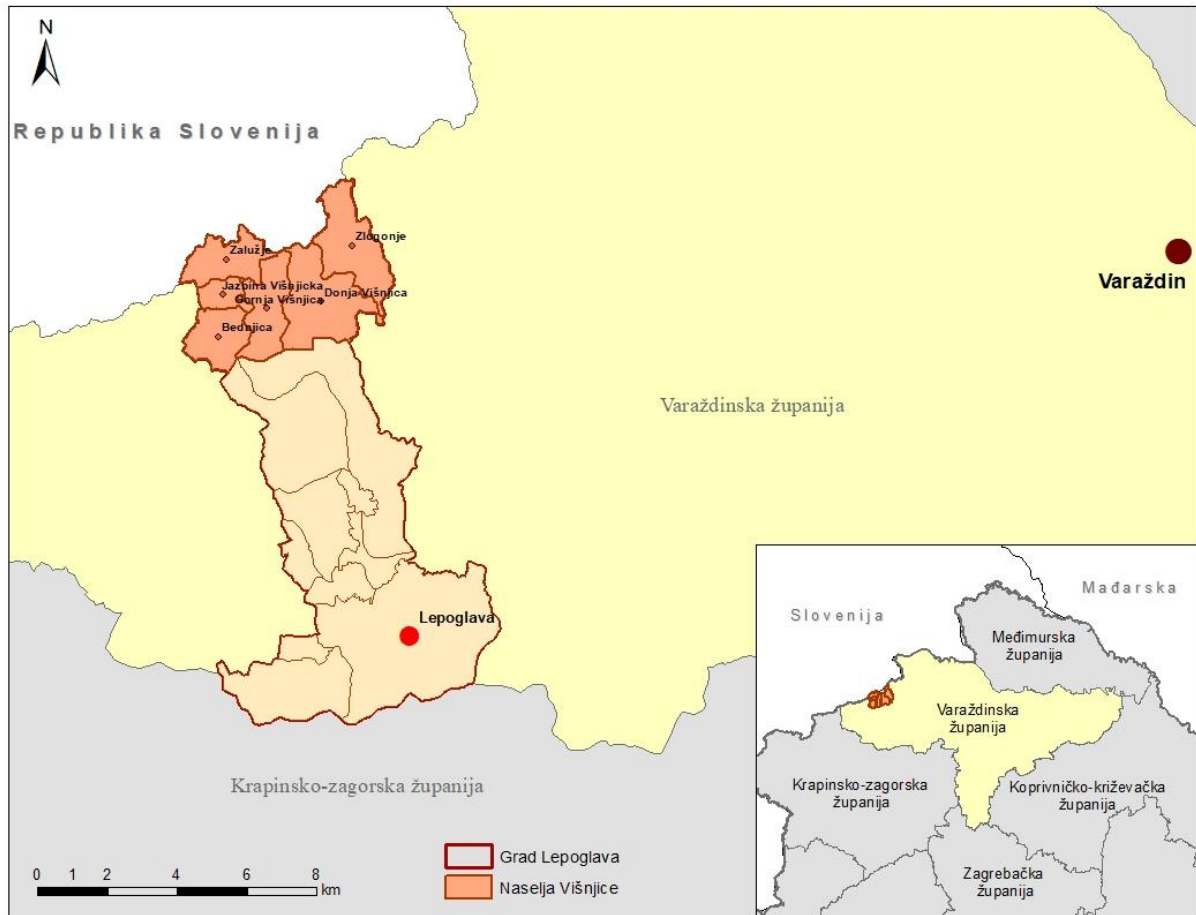 N
Republika Slovenija
Zlogonje
Zalužje
Varaždin
Jazbina Višnjicka
Donja Višnjica
Gornja Višnjica
Bednjica
Varaždinska županija
Lepoglava
Krapinsko-zagorska županija
Grad Lepoglava
Naselja Višnjice
0 1 2 4 6 8
km
Slovenija
Mađarska
Međimurska
županija
Varaždinska
županija
Krapinsko-zagorska
županija
Koprivničko-križevačka
županija
Zagrebačka
županija